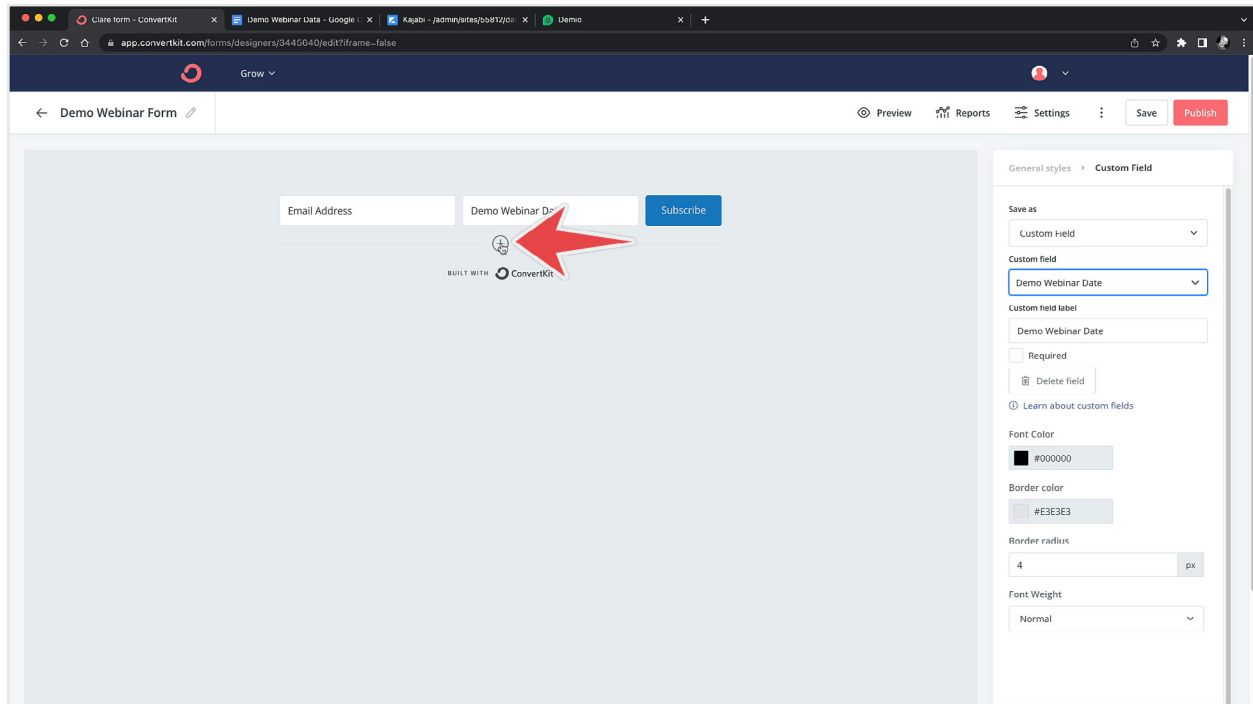 Clare form - ConvertKit
Demo Webinar Data - Google D
Kajabi - /admin/sites/55812/da
Demio
app.convertkit.com/forms/designers/3445040/edit?iframe=false
Grow
Demo Webinar Form
Preview
Reports
Settings
Save
Publish
General styles > Custom Field
Email Address
Demo Webinar Da
Subscribe
BUILT WITH ConvertKit
Save as
Custom Field
Custom field
Demo Webinar Date
Custom field label
Demo Webinar Date
Required
Delete field
Learn about custom fields
Font Color
#000000
Border color
#E3E3E3
Border radius
4 px
Font Weight
Normal